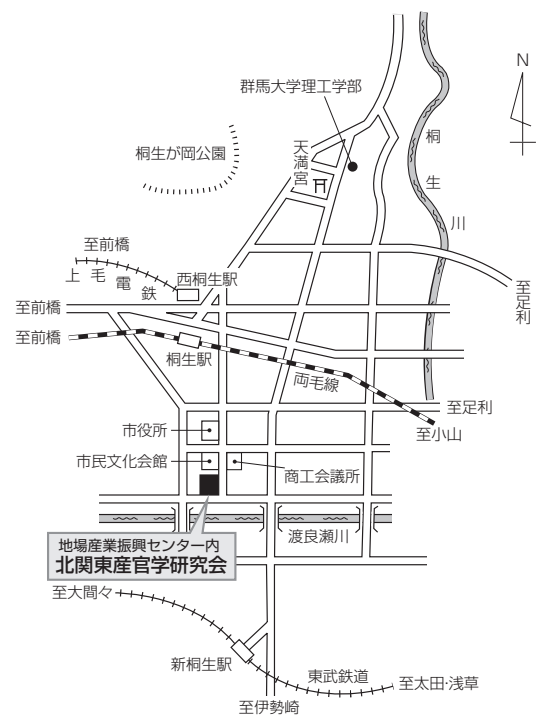 N
群馬大学理工学部
桐生川
天満宮
桐生が岡公園
至前橋
上毛電鉄
西桐生駅
至足利
至前橋
至前橋
桐生駅
両毛線
至足利
至小山
市役所
市民文化会館
商工会議所
渡良瀬川
地場産業振興センター内
北関東産官学研究会
至大間々
新桐生駅
東武鉄道
至太田・浅草
至伊勢崎